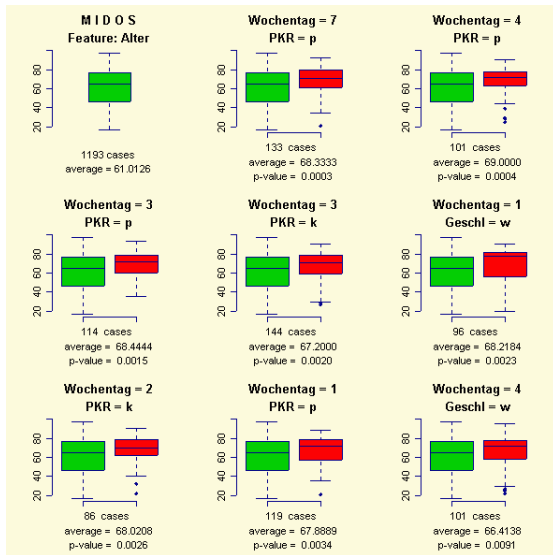 M I D O S
Feature: Alter
80
60
40
20
1193 cases
average = 61.0126
Wochentag = 7
PKR = p
80
60
40
20
133 cases
average = 68.3333
p-value = 0.0003
Wochentag = 4
PKR = p
80
60
40
20
101 cases
average = 69.0000
p-value = 0.0004
Wochentag = 3
PKR = p
80
60
40
20
114 cases
average = 68.4444
p-value = 0.0015
Wochentag = 3
PKR = k
80
60
40
20
144 cases
average = 67.2000
p-value = 0.0020
Wochentag = 1
Geschl = w
80
60
40
20
96 cases
average = 68.2184
p-value = 0.0023
Wochentag = 2
PKR = k
80
60
40
20
86 cases
average = 68.0208
p-value = 0.0026
Wochentag = 1
PKR = p
80
60
40
20
119 cases
average = 67.8889
p-value = 0.0034
Wochentag = 4
Geschl = w
80
60
40
20
101 cases
average = 66.4138
p-value = 0.0091